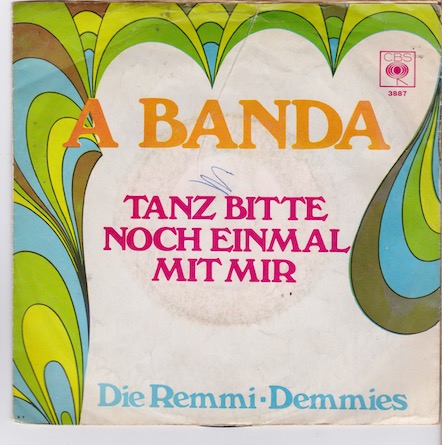 CBS
3887
A BANDA
TANZ BITTE
NOCH EINMAL
MIT MIR
Die Remmi-Demmies